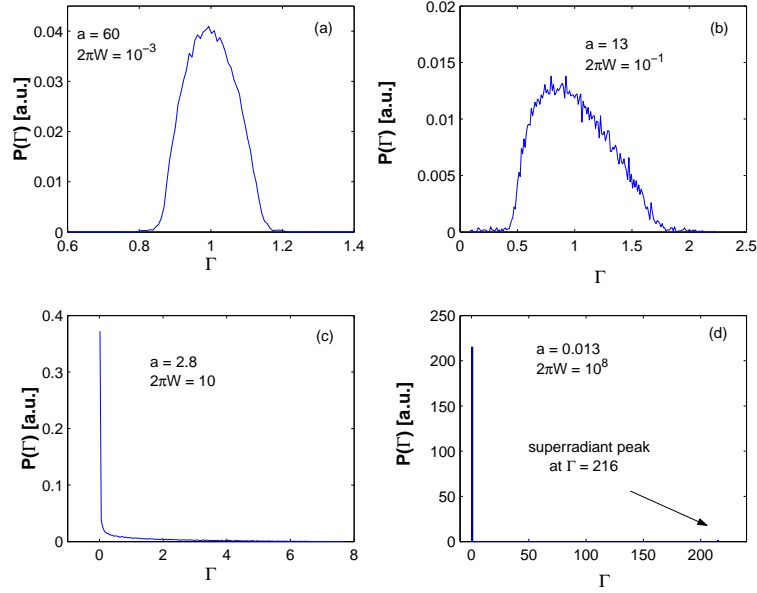 (a)
a = 60
2πW = 10⁻³
P(Γ) [a.u.]
0.04
0.03
0.02
0.01
0
0.6 0.8 1 1.2 1.4
Γ
(b)
a = 13
2πW = 10⁻¹
P(Γ) [a.u.]
0.02
0.015
0.01
0.005
0
0 0.5 1 1.5 2 2.5
Γ
(c)
a = 2.8
2πW = 10
P(Γ) [a.u.]
0.4
0.3
0.2
0.1
0
0 2 4 6 8
Γ
(d)
a = 0.013
2πW = 10⁸
superradiant peak
at Γ = 216
P(Γ) [a.u.]
250
200
150
100
50
0
0 50 100 150 200
Γ